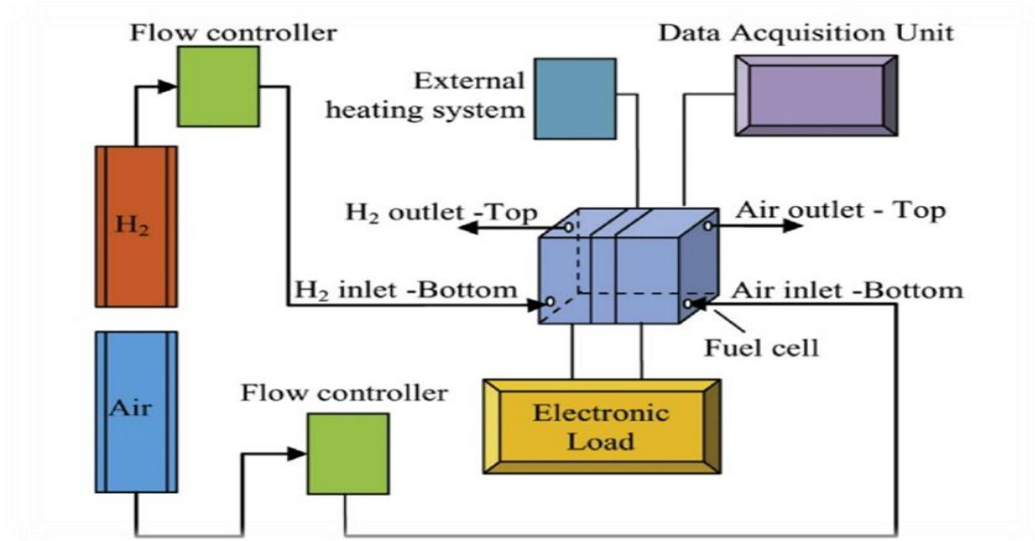 Flow controller
Data Acquisition Unit
External
heating system
H₂
H₂ outlet -Top
Air outlet - Top
H₂ inlet -Bottom
Air inlet -Bottom
Fuel cell
Air
Flow controller
Electronic
Load